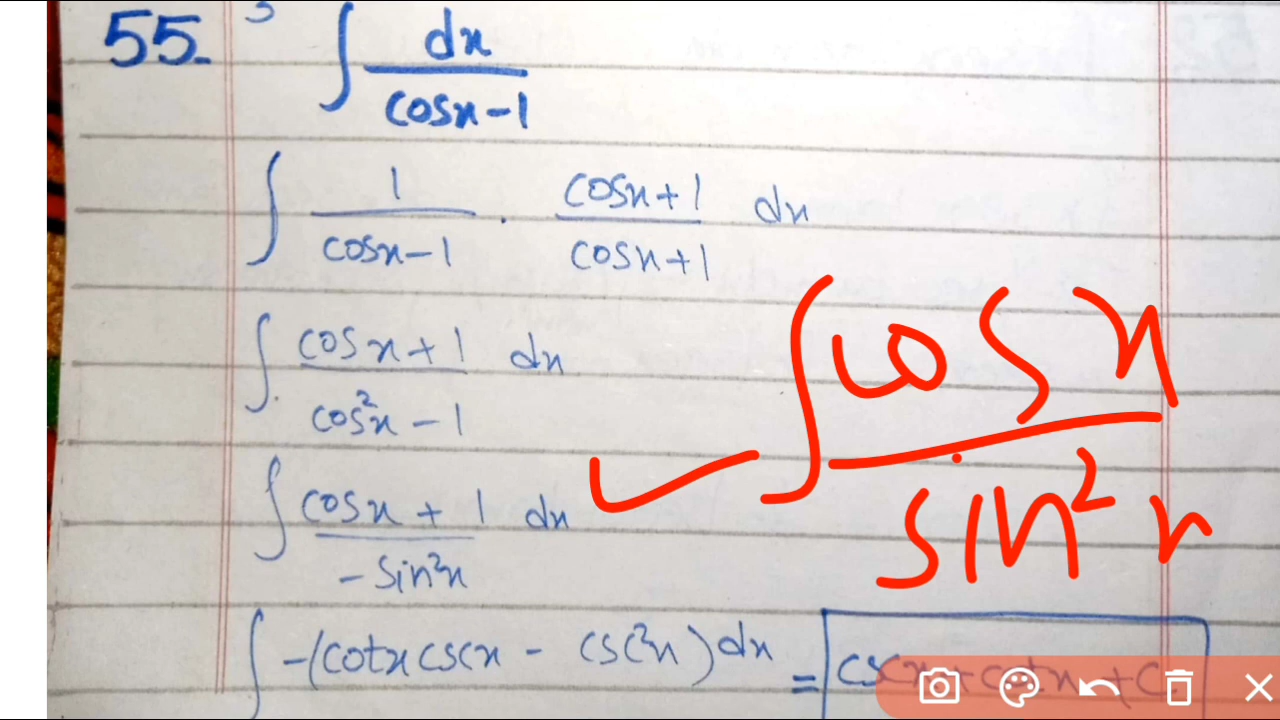 55. ∫ dx / cosx-1
∫ 1 / cosx-1 . cosx+1 / cosx+1 dx
∫ cosx+1 / cos²x-1 dx
∫ cosx+1 / -sin²x dx
∫ cosx / sin²x
∫ -(cotxcscx - csc²x)dx = cscx+cotx+c